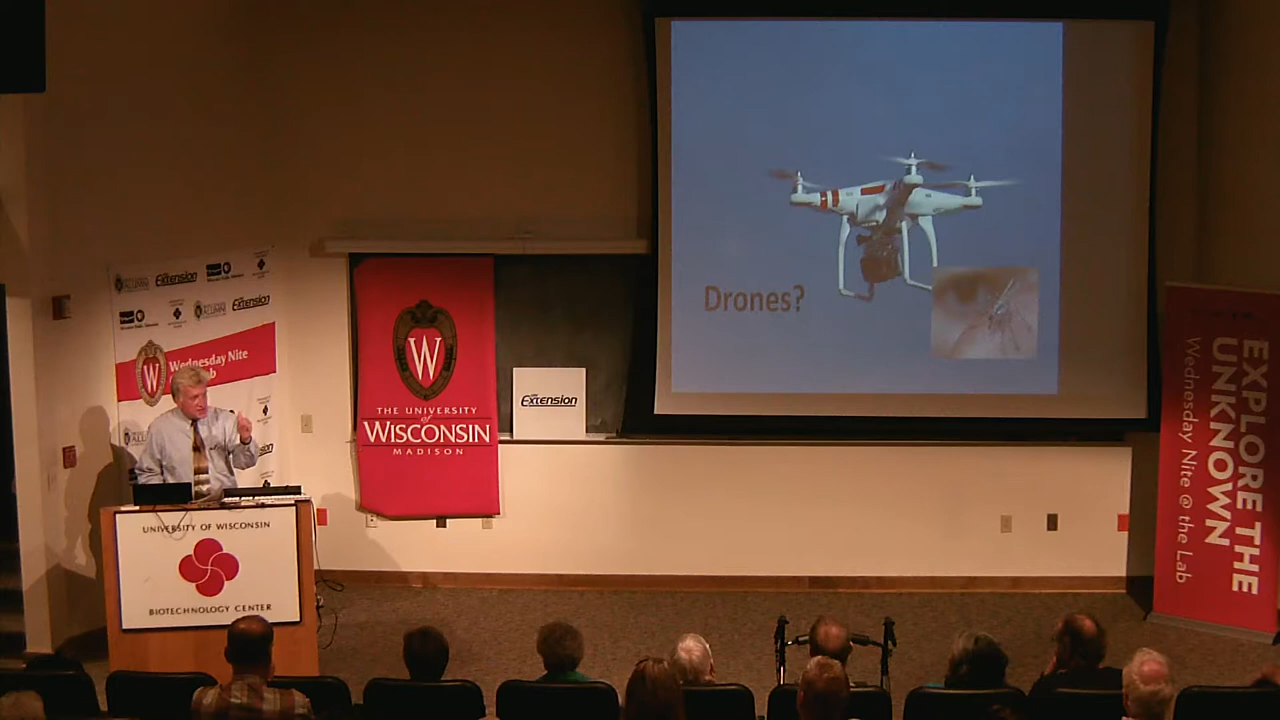 Drones?
Extension
Extension
Wednesday Nite
THE UNIVERSITY
of
WISCONSIN
MADISON
W
W
Extension
UNIVERSITY OF WISCONSIN
BIOTECHNOLOGY CENTER
EXPLORE THE
UNKNOWN
Wednesday Nite @ the Lab